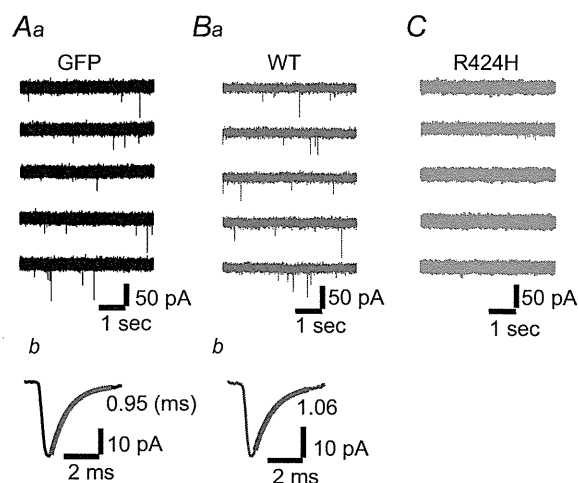 Aa
GFP
50 pA
1 sec
b
0.95 (ms)
10 pA
2 ms
Ba
WT
50 pA
1 sec
b
1.06
10 pA
2 ms
C
R424H
50 pA
1 sec